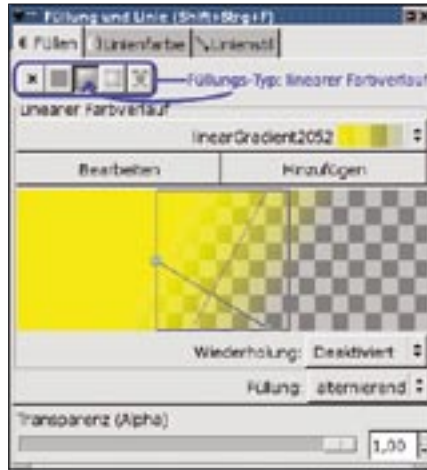 Füllung und Linie (Shift+Strg+F)
Füllen Linienfarbe Linienstil
Füllungs-Typ: linearer Farbverlauf
Linearer Farbverlauf
linearGradient2052
Bearbeiten Hinzufügen
Wiederholung: Deaktiviert
Füllung: alternierend
Transparenz (Alpha)
1,00